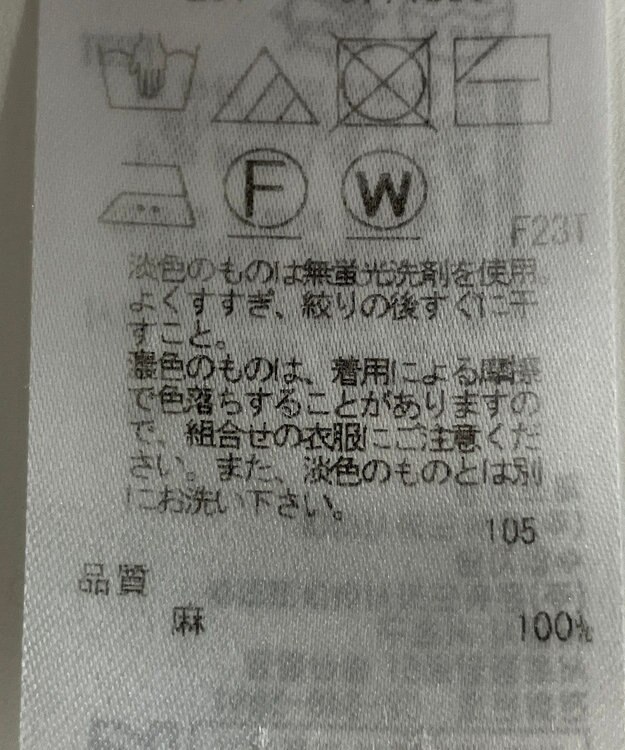 F
W
F23T
淡色のものは無蛍光洗剤を使用。
よくすすぎ、絞りの後すぐに干
すこと。
濃色のものは、着用による摩擦
で色落ちすることがありますの
で、組合せの衣服にご注意くだ
さい。また、淡色のものとは別
にお洗い下さい。
105
品質
麻 100%